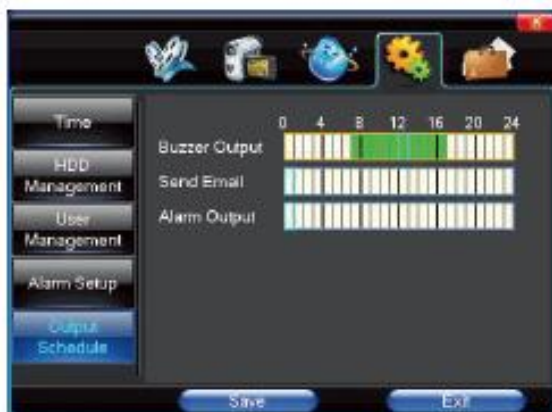 Time
HDD
Management
User
Management
Alarm Setup
Output
Schedule
0 4 8 12 16 20 24
Buzzer Output
Send Email
Alarm Output
Save
Exit